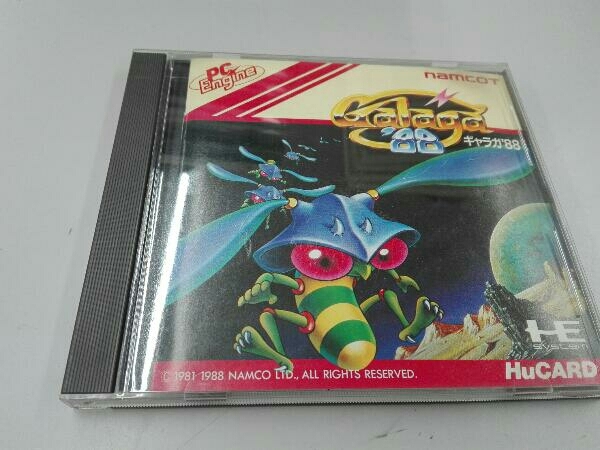 PC Engine
namcoT
Galaga '88
ギャラガ'88
HE system
© 1981 1988 NAMCO LTD., ALL RIGHTS RESERVED.
HuCARD